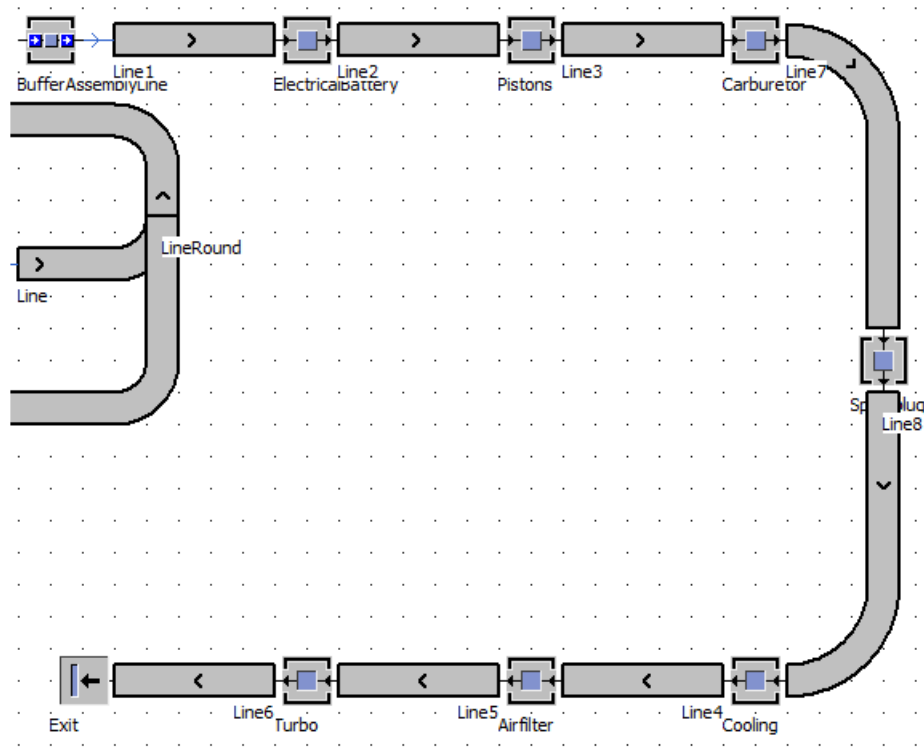 Line1
BufferAssemblyLine
Line2
ElectricalBattery
Line3
Pistons
Line7
Carburetor
LineRound
Line
Line8
Line6
Exit
Turbo
Line5
Airfilter
Line4
Cooling